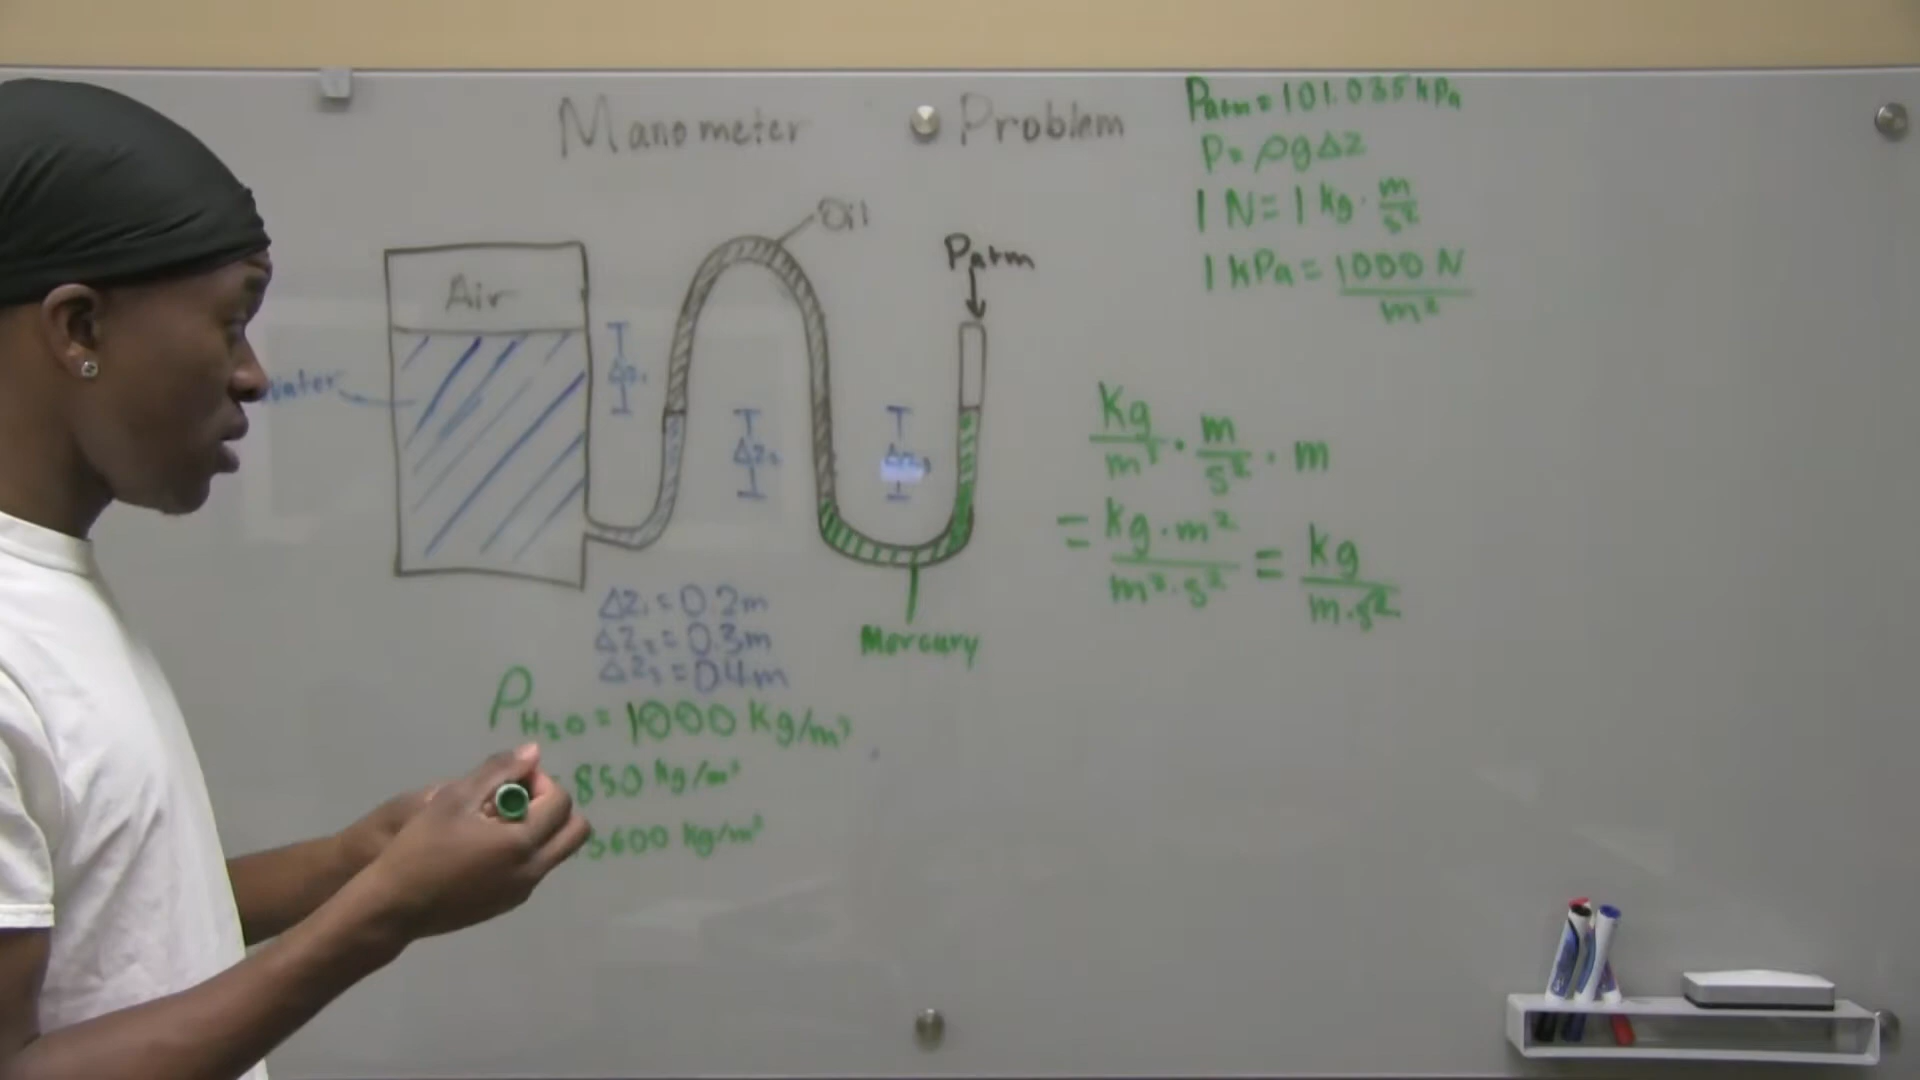 Manometer Problem
Patm = 101.035 kPa
P = ρgΔz
1 N = 1 kg · m/s²
1 kPa = 1000 N/m²
Oil
Patm
Air
Water
Δz₁
Δz₂
Δz₃
Kg/m³ · m/s² · m
= kg·m²/m³·s² = kg/m·s²
Δz₁ = 0.2m
Δz₂ = 0.3m
Δz₃ = 0.4m
Mercury
ρH₂O = 1000 Kg/m³
= 850 kg/m³
3600 kg/m³